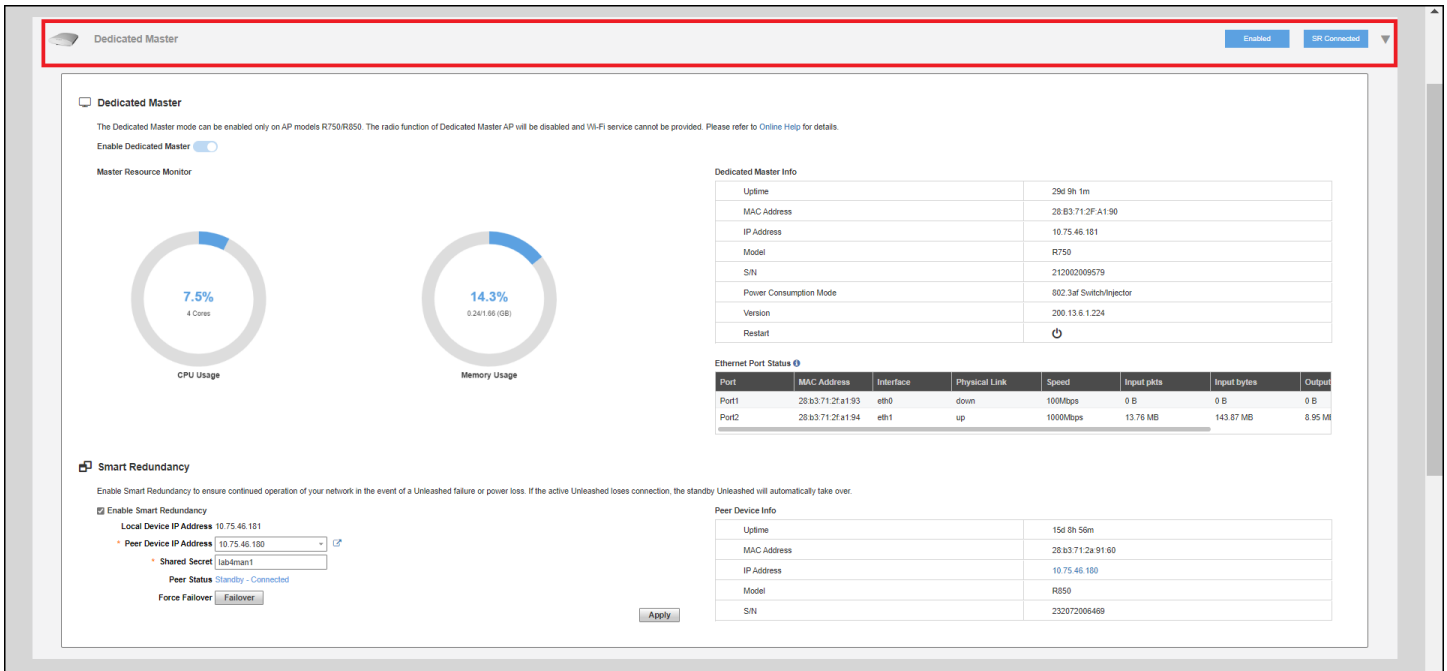 Dedicated Master Enabled SR Connected
Dedicated Master
The Dedicated Master mode can be enabled only on AP models R750/R850. The radio function of Dedicated Master AP will be disabled and Wi-Fi service cannot be provided. Please refer to Online Help for details.
Enable Dedicated Master
Master Resource Monitor
7.5%
4 Cores
CPU Usage
14.3%
0.24/1.66 (GB)
Memory Usage
Dedicated Master Info
Uptime 29d 9h 1m
MAC Address 28:B3:71:2F:A1:90
IP Address 10.75.46.181
Model R750
S/N 212002009579
Power Consumption Mode 802.3af Switch/Injector
Version 200.13.6.1.224
Restart
Ethernet Port Status
Port MAC Address Interface Physical Link Speed Input pkts Input bytes Output
Port1 28:b3:71:2f:a1:93 eth0 down 100Mbps 0 B 0 B 0 B
Port2 28:b3:71:2f:a1:94 eth1 up 1000Mbps 13.76 MB 143.87 MB 8.95 M
Smart Redundancy
Enable Smart Redundancy to ensure continued operation of your network in the event of a Unleashed failure or power loss. If the active Unleashed loses connection, the standby Unleashed will automatically take over.
Enable Smart Redundancy
Local Device IP Address 10.75.46.181
* Peer Device IP Address 10.75.46.180
* Shared Secret lab4man1
Peer Status Standby - Connected
Force Failover Failover
Apply
Peer Device Info
Uptime 15d 8h 56m
MAC Address 28:b3:71:2a:91:60
IP Address 10.75.46.180
Model R850
S/N 232072006469